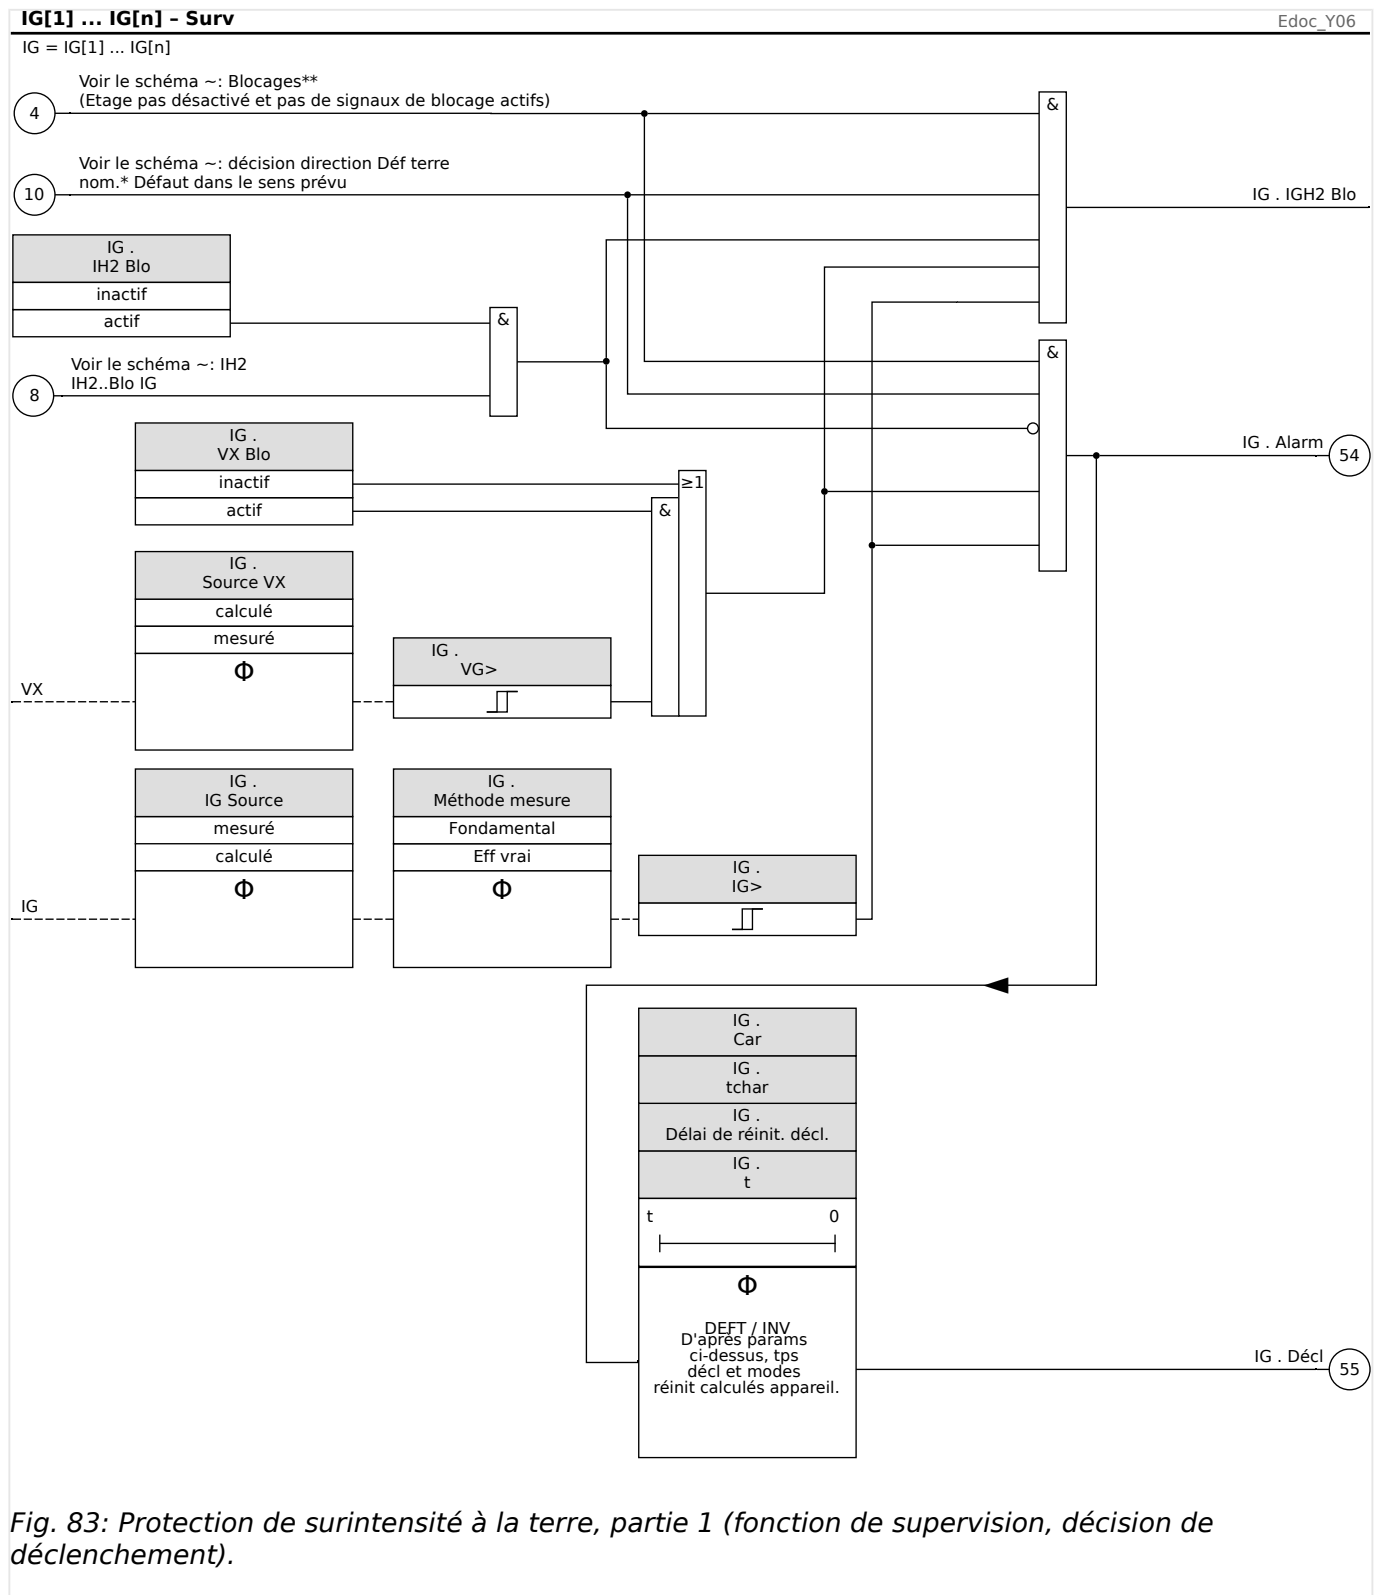 IG[1] ... IG[n] – Surv
Edoc_Y06
IG = IG[1] ... IG[n]
Voir le schéma ~: Blocages**
(Etage pas désactivé et pas de signaux de blocage actifs)
4
&
Voir le schéma ~: décision direction Déf terre
nom.* Défaut dans le sens prévu
10
IG . IGH2 Blo
IG .
IH2 Blo
inactif
actif
&
Voir le schéma ~: IH2
IH2..Blo IG
8
&
IG .
VX Blo
inactif
actif
≥1
&
IG . Alarm
54
IG .
Source VX
calculé
mesuré
Φ
VX
IG .
VG>
IG .
IG Source
mesuré
calculé
Φ
IG
IG .
Méthode mesure
Fondamental
Eff vrai
Φ
IG .
IG>
IG .
Car
IG .
tchar
IG .
Délai de réinit. décl.
IG .
t
t 0
Φ
DEFT / INV
D'après params
ci-dessus, tps
décl et modes
réinit calculés appareil.
IG . Décl
55
Fig. 83: Protection de surintensité à la terre, partie 1 (fonction de supervision, décision de
déclenchement).